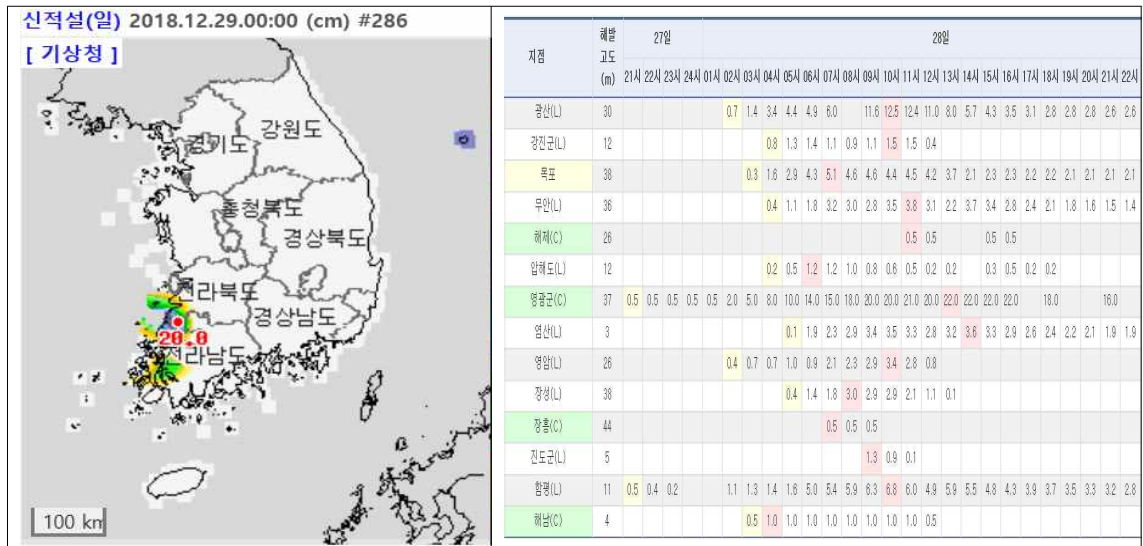 신적설(일) 2018.12.29.00:00 (cm) #286
[ 기상청 ]
강원도
경기도
충청북도
경상북도
전라북도
경상남도
20.0
전라남도
100 km
지점 해발고도(m) 27일 28일
21시 22시 23시 24시 01시 02시 03시 04시 05시 06시 07시 08시 09시 10시 11시 12시 13시 14시 15시 16시 17시 18시 19시 20시 21시 22시
광산(L) 30 0.7 1.4 3.4 4.4 4.9 6.0 11.6 12.5 12.4 11.0 8.0 5.7 4.3 3.5 3.1 2.8 2.8 2.8 2.6 2.6
강진군(L) 12 0.8 1.3 1.4 1.1 0.9 1.1 1.5 1.5 0.4
목포 38 0.3 1.6 2.9 4.3 5.1 4.6 4.6 4.4 4.5 4.2 3.7 2.1 2.3 2.3 2.2 2.2 2.1 2.1 2.1 2.1
무안(L) 36 0.4 1.1 1.8 3.2 3.0 2.8 3.5 3.8 3.1 2.2 3.7 3.4 2.8 2.4 2.1 1.8 1.6 1.5 1.4
해제(C) 26 0.5 0.5 0.5 0.5
압해도(L) 12 0.2 0.5 1.2 1.2 1.0 0.8 0.6 0.5 0.2 0.2 0.3 0.5 0.2 0.2
영광군(C) 37 0.5 0.5 0.5 0.5 0.5 2.0 5.0 8.0 10.0 14.0 15.0 18.0 20.0 20.0 21.0 20.0 22.0 22.0 22.0 22.0 18.0 16.0
염산(L) 3 0.1 1.9 2.3 2.9 3.4 3.5 3.3 2.8 3.2 3.6 3.3 2.9 2.6 2.4 2.2 2.1 1.9 1.9
영암(L) 26 0.4 0.7 0.7 1.0 0.9 2.1 2.3 2.9 3.4 2.8 0.8
장성(L) 38 0.4 1.4 1.8 3.0 2.9 2.9 2.1 1.1 0.1
장흥(C) 44 0.5 0.5 0.5
진도군(L) 5 1.3 0.9 0.1
함평(L) 11 0.5 0.4 0.2 1.1 1.3 1.4 1.6 5.0 5.4 5.9 6.3 6.8 6.0 4.9 5.9 5.5 4.8 4.3 3.9 3.7 3.5 3.3 3.2 2.8
해남(C) 4 0.5 1.0 1.0 1.0 1.0 1.0 1.0 1.0 1.0 0.5